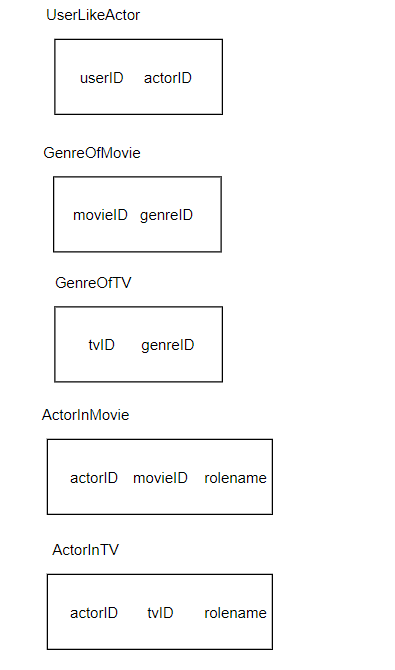 UserLikeActor
userID actorID
GenreOfMovie
movieID genreID
GenreOfTV
tvID genreID
ActorInMovie
actorID movieID rolename
ActorInTV
actorID tvID rolename